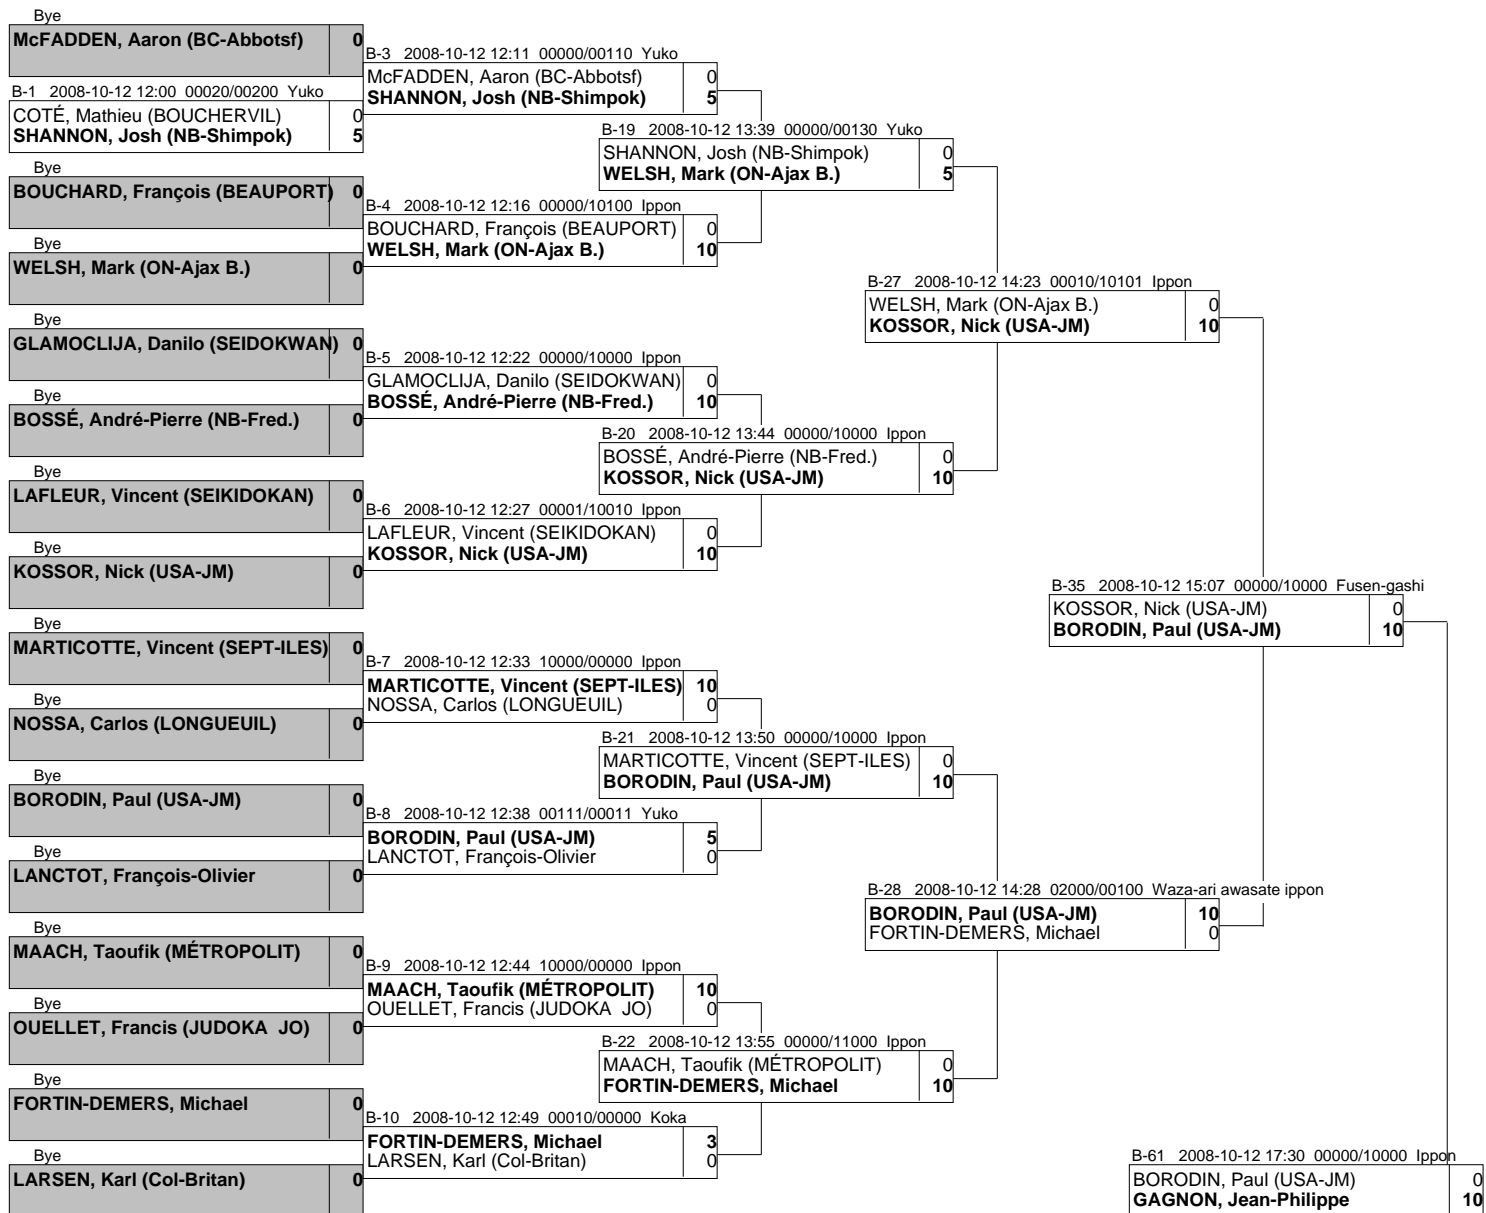 Bye
McFADDEN, Aaron (BC-Abbotsf) 0
B-1 2008-10-12 12:00 00020/00200 Yuko
COTÉ, Mathieu (BOUCHERVIL) 0
SHANNON, Josh (NB-Shimpok) 5
Bye
BOUCHARD, François (BEAUPORT) 0
Bye
WELSH, Mark (ON-Ajax B.) 0
Bye
GLAMOCLIJA, Danilo (SEIDOKWAN) 0
Bye
BOSSÉ, André-Pierre (NB-Fred.) 0
Bye
LAFLEUR, Vincent (SEIKIDOKAN) 0
Bye
KOSSOR, Nick (USA-JM) 0
Bye
MARTICOTTE, Vincent (SEPT-ILES) 0
Bye
NOSSA, Carlos (LONGUEUIL) 0
Bye
BORODIN, Paul (USA-JM) 0
Bye
LANCTOT, François-Olivier 0
Bye
MAACH, Taoufik (MÉTROPOLIT) 0
Bye
OUELLET, Francis (JUDOKA JO) 0
Bye
FORTIN-DEMERS, Michael 0
Bye
LARSEN, Karl (Col-Britan) 0
B-3 2008-10-12 12:11 00000/00110 Yuko
McFADDEN, Aaron (BC-Abbotsf) 0
SHANNON, Josh (NB-Shimpok) 5
B-4 2008-10-12 12:16 00000/10100 Ippon
BOUCHARD, François (BEAUPORT) 0
WELSH, Mark (ON-Ajax B.) 10
B-5 2008-10-12 12:22 00000/10000 Ippon
GLAMOCLIJA, Danilo (SEIDOKWAN) 0
BOSSÉ, André-Pierre (NB-Fred.) 10
B-6 2008-10-12 12:27 00001/10010 Ippon
LAFLEUR, Vincent (SEIKIDOKAN) 0
KOSSOR, Nick (USA-JM) 10
B-7 2008-10-12 12:33 10000/00000 Ippon
MARTICOTTE, Vincent (SEPT-ILES) 10
NOSSA, Carlos (LONGUEUIL) 0
B-8 2008-10-12 12:38 00111/00011 Yuko
BORODIN, Paul (USA-JM) 5
LANCTOT, François-Olivier 0
B-9 2008-10-12 12:44 10000/00000 Ippon
MAACH, Taoufik (MÉTROPOLIT) 10
OUELLET, Francis (JUDOKA JO) 0
B-10 2008-10-12 12:49 00010/00000 Koka
FORTIN-DEMERS, Michael 3
LARSEN, Karl (Col-Britan) 0
B-19 2008-10-12 13:39 00000/00130 Yuko
SHANNON, Josh (NB-Shimpok) 0
WELSH, Mark (ON-Ajax B.) 5
B-20 2008-10-12 13:44 00000/10000 Ippon
BOSSÉ, André-Pierre (NB-Fred.) 0
KOSSOR, Nick (USA-JM) 10
B-21 2008-10-12 13:50 00000/10000 Ippon
MARTICOTTE, Vincent (SEPT-ILES) 0
BORODIN, Paul (USA-JM) 10
B-22 2008-10-12 13:55 00000/11000 Ippon
MAACH, Taoufik (MÉTROPOLIT) 0
FORTIN-DEMERS, Michael 10
B-27 2008-10-12 14:23 00010/10101 Ippon
WELSH, Mark (ON-Ajax B.) 0
KOSSOR, Nick (USA-JM) 10
B-28 2008-10-12 14:28 02000/00100 Waza-ari awasate ippon
BORODIN, Paul (USA-JM) 10
FORTIN-DEMERS, Michael 0
B-35 2008-10-12 15:07 00000/10000 Fusen-gashi
KOSSOR, Nick (USA-JM) 0
BORODIN, Paul (USA-JM) 10
B-61 2008-10-12 17:30 00000/10000 Ippon
BORODIN, Paul (USA-JM) 0
GAGNON, Jean-Philippe 10